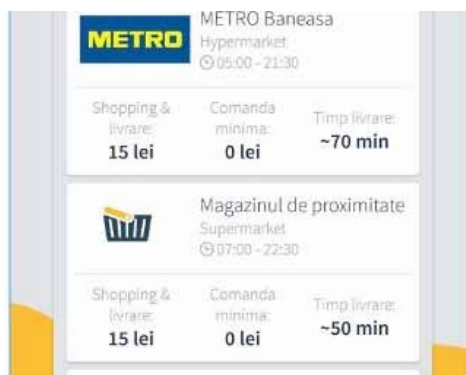 METRO
METRO Baneasa
Hypermarket
05:00 - 21:30
Shopping & livrare:
15 lei
Comanda minima:
0 lei
Timp livrare:
~70 min
Magazinul de proximitate
Supermarket
07:00 - 22:30
Shopping & livrare:
15 lei
Comanda minima:
0 lei
Timp livrare:
~50 min